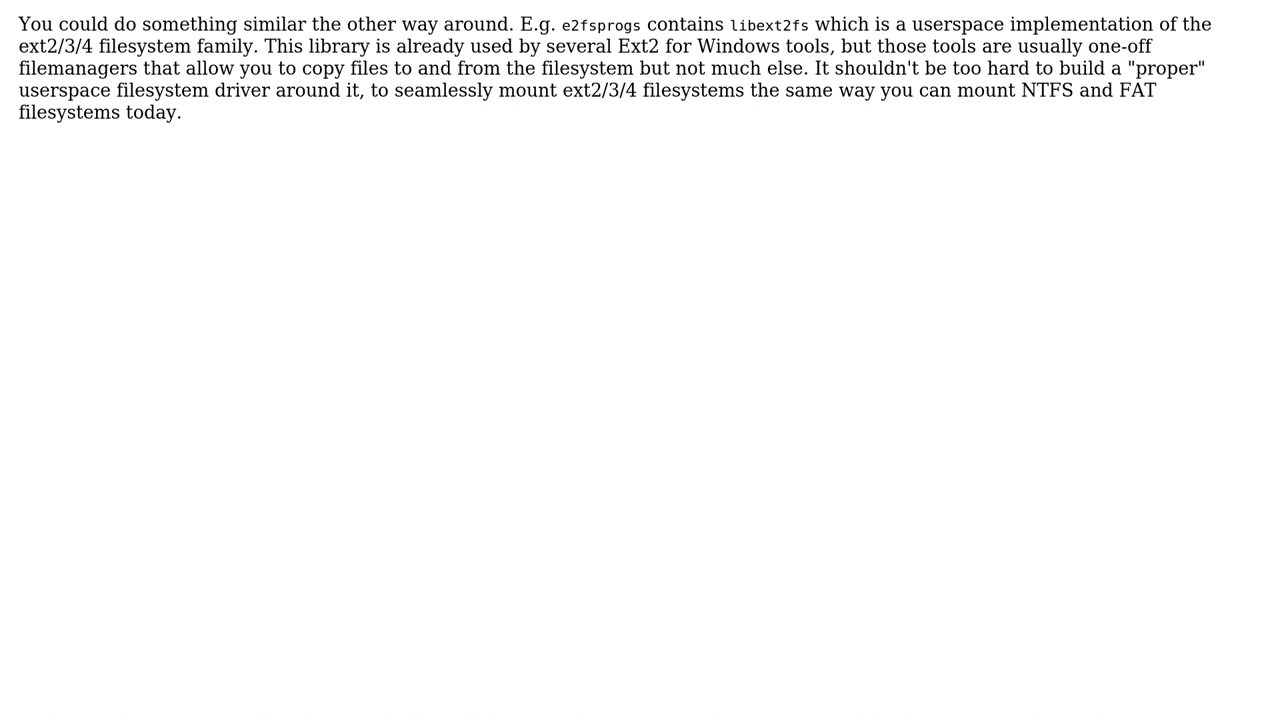 You could do something similar the other way around. E.g. e2fsprogs contains libext2fs which is a userspace implementation of the
ext2/3/4 filesystem family. This library is already used by several Ext2 for Windows tools, but those tools are usually one-off
filemanagers that allow you to copy files to and from the filesystem but not much else. It shouldn't be too hard to build a "proper"
userspace filesystem driver around it, to seamlessly mount ext2/3/4 filesystems the same way you can mount NTFS and FAT
filesystems today.